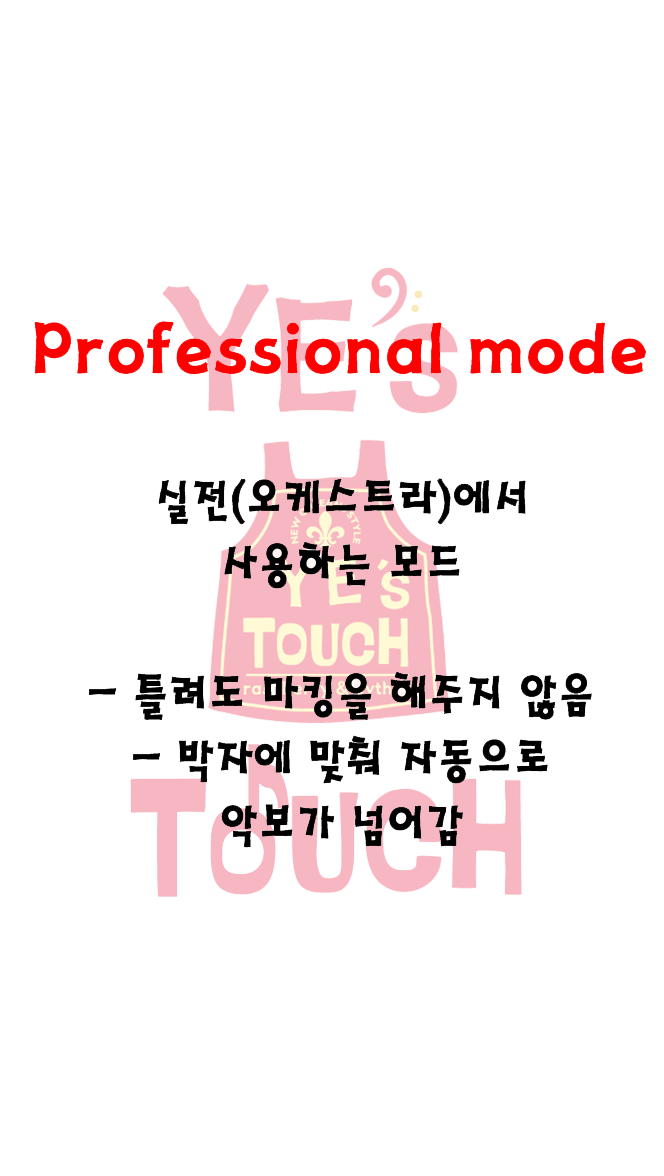 YE's
Professional mode
실전(오케스트라)에서
사용하는 모드
YE's
TOUCH
- 틀려도 마킹을 해주지 않음
- 박자에 맞춰 자동으로
악보가 넘어감
TOUCH